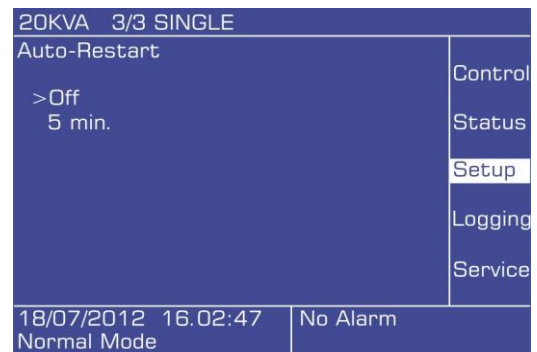 20KVA 3/3 SINGLE
Auto-Restart
>Off
5 min.
Control
Status
Setup
Logging
Service
18/07/2012 16.02:47
Normal Mode
No Alarm